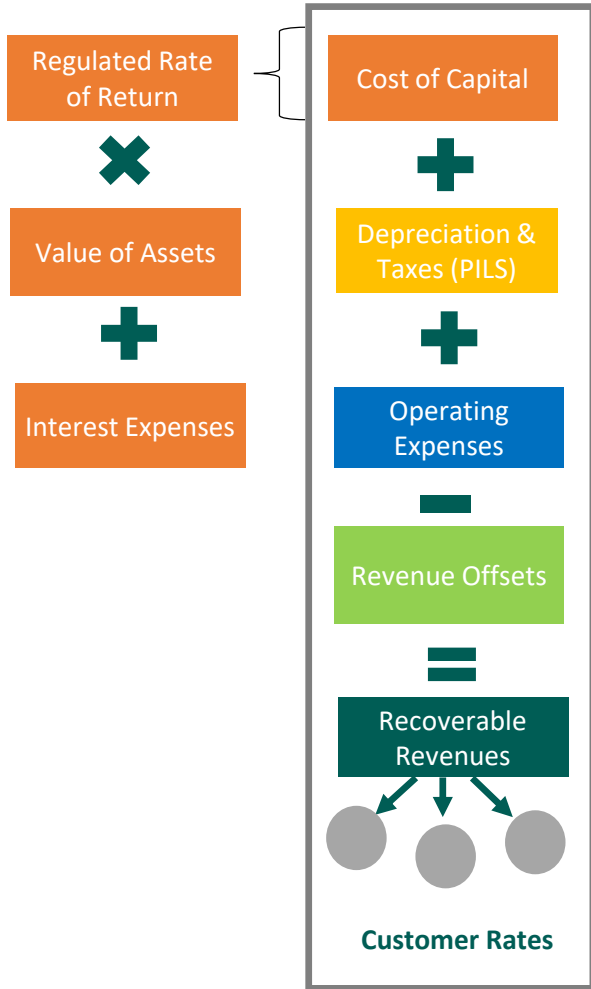 Regulated Rate
of Return
Value of Assets
Interest Expenses
Cost of Capital
Depreciation &
Taxes (PILS)
Operating
Expenses
Revenue Offsets
Recoverable
Revenues
Customer Rates